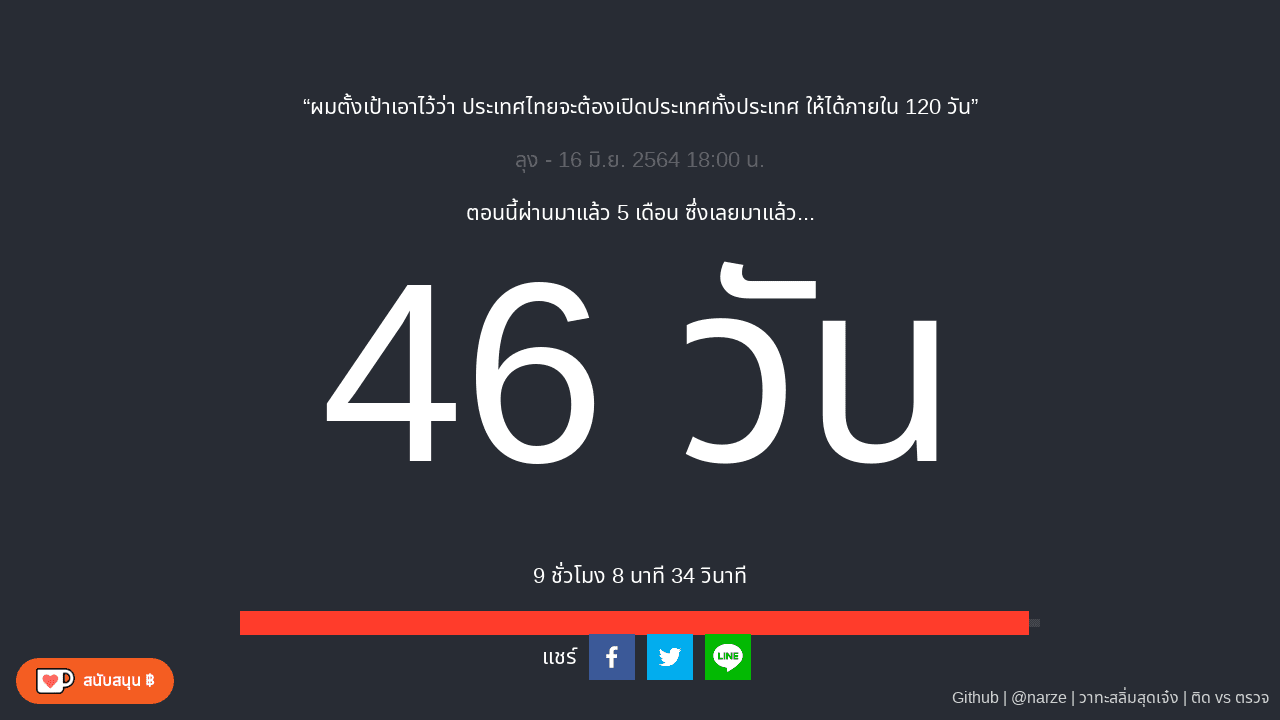 “ผมตั้งเป้าเอาไว้ว่า ประเทศไทยจะต้องเปิดประเทศทั้งประเทศ ให้ได้ภายใน 120 วัน”
ลุง - 16 มิ.ย. 2564 18:00 น.
ตอนนี้ผ่านมาแล้ว 5 เดือน ซึ่งเลยมาแล้ว...
46 วัน
9 ชั่วโมง 8 นาที 34 วินาที
แชร์
LINE
สนับสนุน ฿
Github | @narze | วาทะสลิ่มสุดเจ๋ง | ติด vs ตรวจ